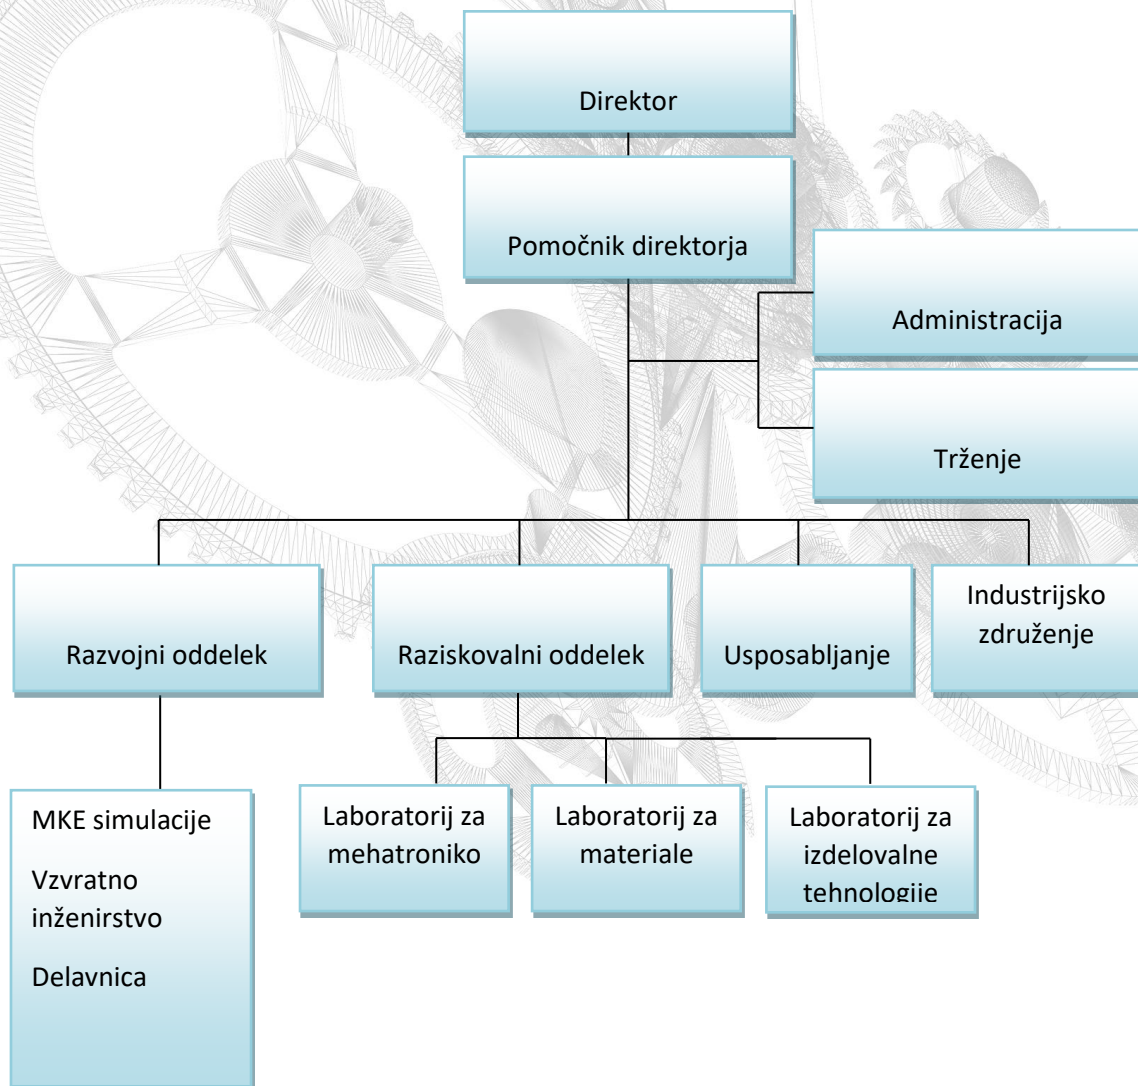 Direktor
Pomočnik direktorja
Administracija
Trženje
Razvojni oddelek
Raziskovalni oddelek
Usposabljanje
Industrijsko
združenje
MKE simulacije
Vzvratno
inženirstvo
Delavnica
Laboratorij za
mehatroniko
Laboratorij za
materiale
Laboratorij za
izdelovalne
tehnologije